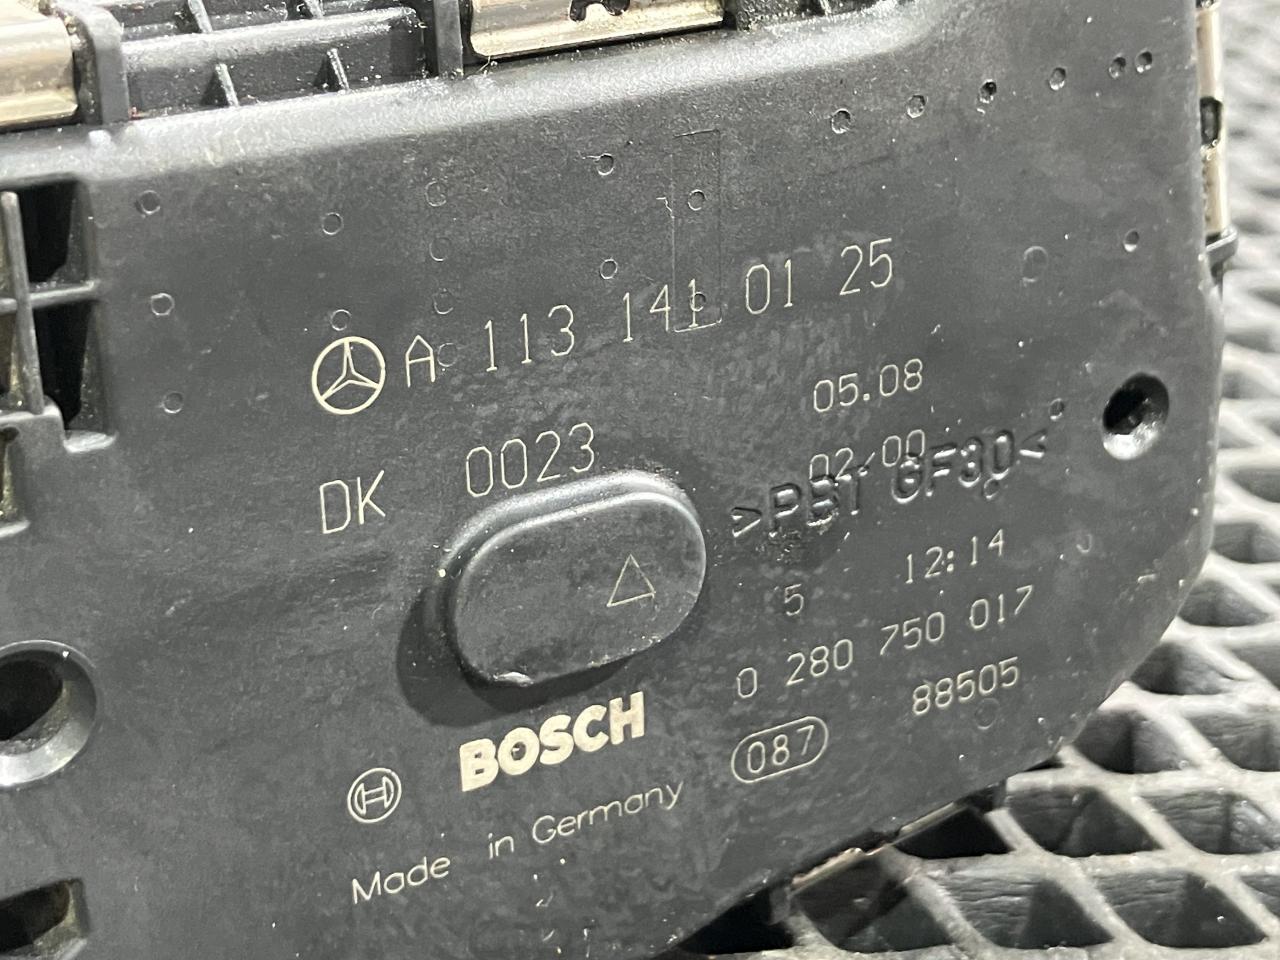 A 113 141 01 25
05.08
DK 0023
02.00
>PBT GF30<
5 12:14
0 280 750 017
BOSCH
087 88505
Made in Germany